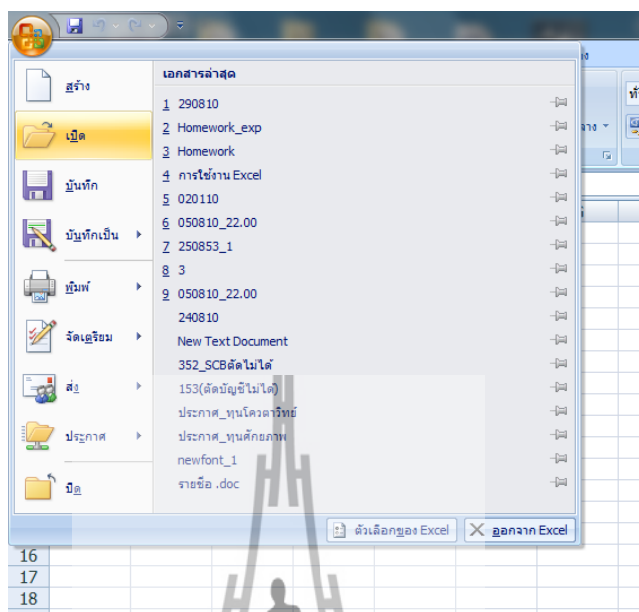 สร้าง
เปิด
บันทึก
บันทึกเป็น
พิมพ์
จัดเตรียม
ส่ง
ประกาศ
ปิด
เอกสารล่าสุด
1 290810
2 Homework_exp
3 Homework
4 การใช้งาน Excel
5 020110
6 050810_22.00
7 250853_1
8 3
9 050810_22.00
240810
New Text Document
352_SCBตัดไม่ได้
153(ตัดบัญชีไม่ได้)
ประกาศ_ทุนโควตาวิทย์
ประกาศ_ทุนศักยภาพ
newfont_1
รายชื่อ .doc
ตัวเลือกของ Excel
ออกจาก Excel
16
17
18